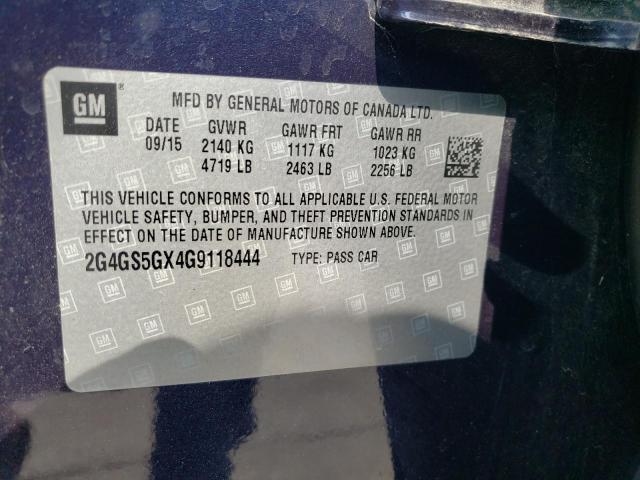 GM®
MFD BY GENERAL MOTORS OF CANADA LTD.
DATE GVWR GAWR FRT GAWR RR
09/15 2140 KG 1117 KG 1023 KG
4719 LB 2463 LB 2256 LB
THIS VEHICLE CONFORMS TO ALL APPLICABLE U.S. FEDERAL MOTOR
VEHICLE SAFETY, BUMPER, AND THEFT PREVENTION STANDARDS IN
EFFECT ON THE DATE OF MANUFACTURE SHOWN ABOVE.
2G4GS5GX4G9118444 TYPE: PASS CAR